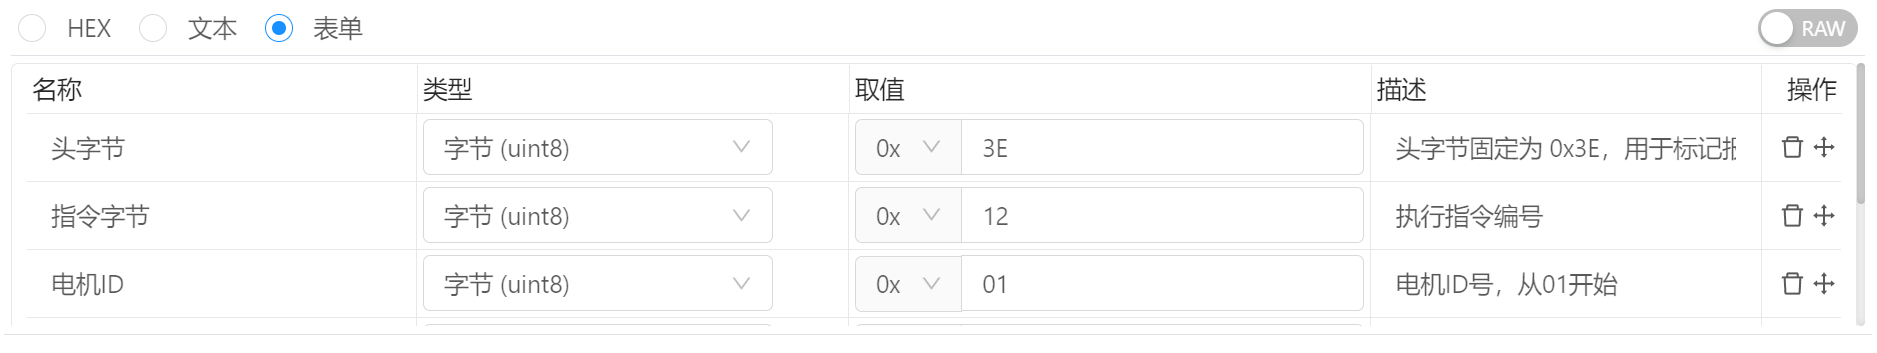 HEX 文本 表单 RAW
名称 类型 取值 描述 操作
头字节 字节 (uint8) 0x 3E 头字节固定为 0x3E，用于标记
指令字节 字节 (uint8) 0x 12 执行指令编号
电机ID 字节 (uint8) 0x 01 电机ID号，从01开始